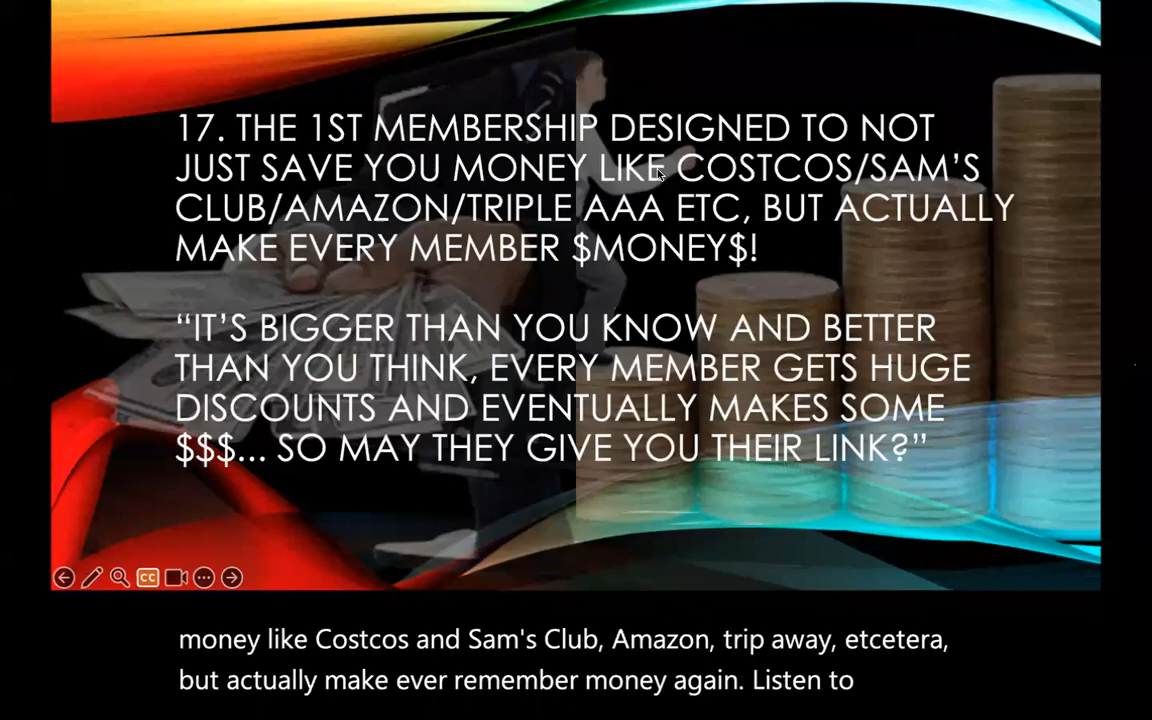 17. THE 1ST MEMBERSHIP DESIGNED TO NOT
JUST SAVE YOU MONEY LIKE COSTCOS/SAM’S
CLUB/AMAZON/TRIPLE AAA ETC, BUT ACTUALLY
MAKE EVERY MEMBER $MONEY$!
“IT’S BIGGER THAN YOU KNOW AND BETTER
THAN YOU THINK, EVERY MEMBER GETS HUGE
DISCOUNTS AND EVENTUALLY MAKES SOME
$$$... SO MAY THEY GIVE YOU THEIR LINK?”
CC
money like Costcos and Sam's Club, Amazon, trip away, etcetera,
but actually make ever remember money again. Listen to